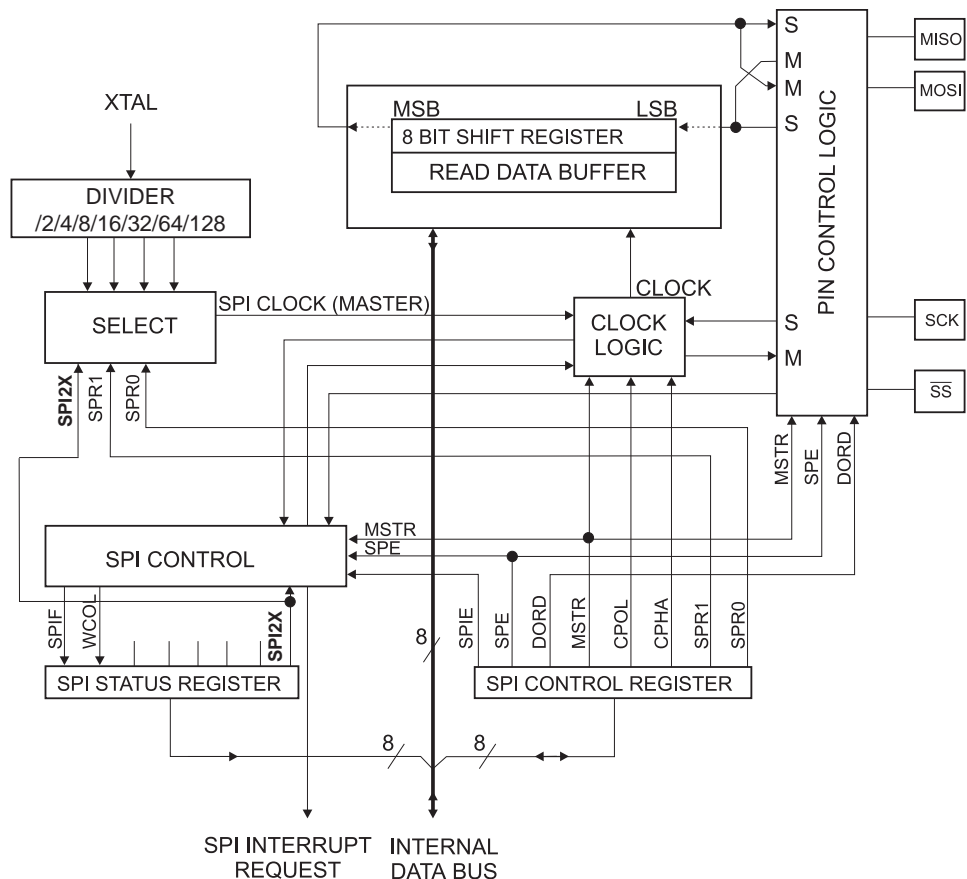 S
MISO
M
M
MOSI
XTAL
MSB
LSB
S
8 BIT SHIFT REGISTER
READ DATA BUFFER
PIN CONTROL LOGIC
DIVIDER
/2/4/8/16/32/64/128
SPI CLOCK (MASTER)
CLOCK
SELECT
CLOCK
LOGIC
S
M
SCK
SS
SPI2X
SPR1
SPR0
MSTR
SPE
DORD
MSTR
SPE
SPI CONTROL
SPIF
WCOL
SPI2X
8
SPIE
SPE
DORD
MSTR
CPOL
CPHA
SPR1
SPR0
SPI STATUS REGISTER
SPI CONTROL REGISTER
8
8
SPI INTERRUPT
REQUEST
INTERNAL
DATA BUS